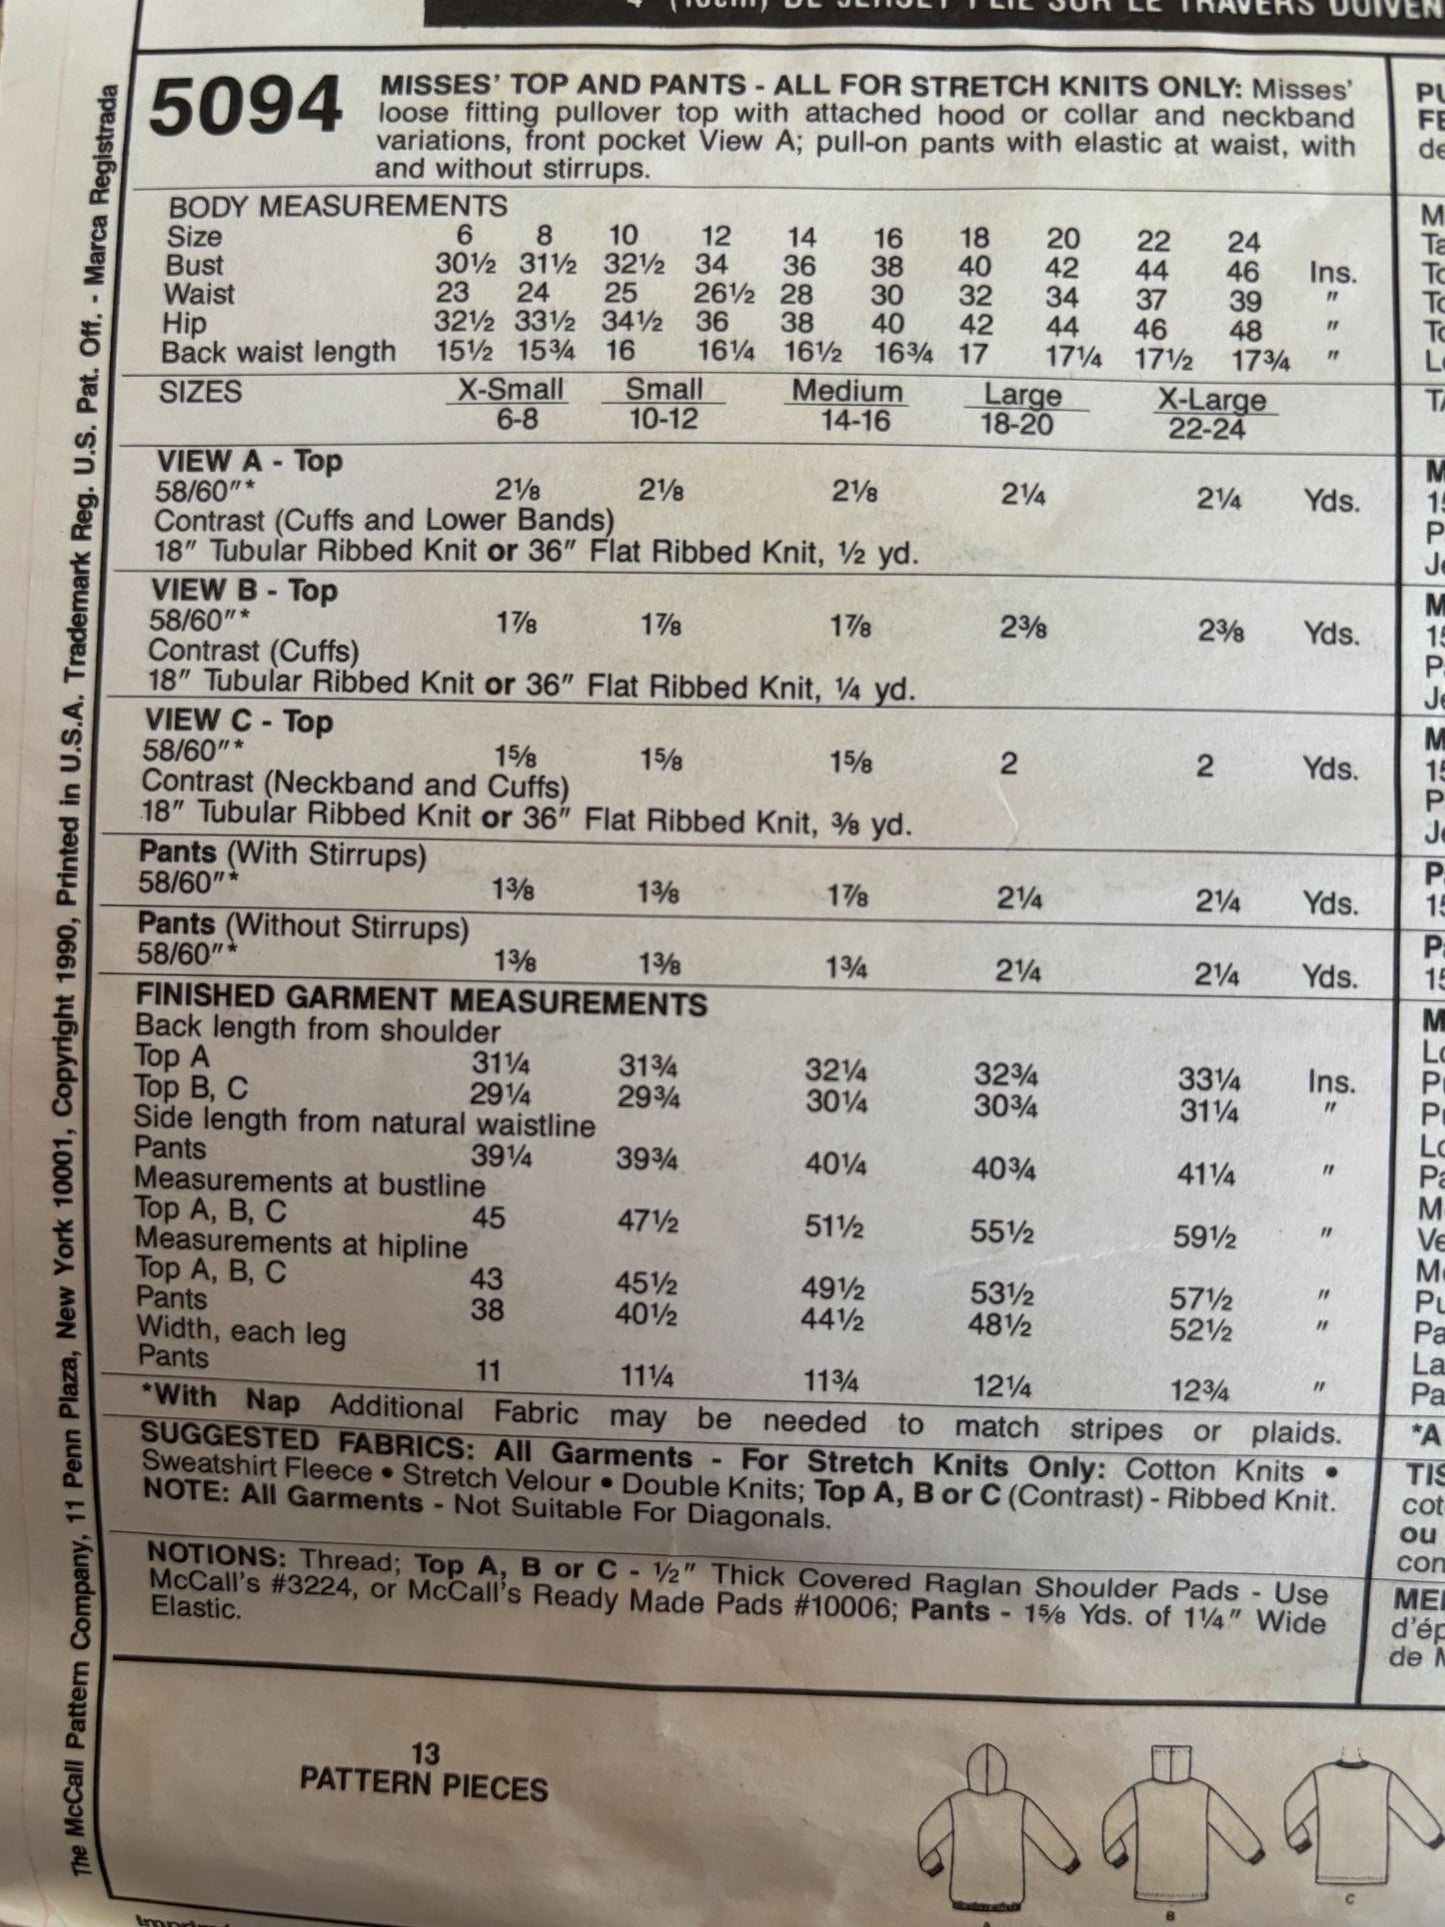 (10cm) DE JERSEY PLIÉ SUR LE TRAVERS DOIVEN
5094
MISSES' TOP AND PANTS - ALL FOR STRETCH KNITS ONLY: Misses'
loose fitting pullover top with attached hood or collar and neckband
variations, front pocket View A; pull-on pants with elastic at waist, with
and without stirrups.
BODY MEASUREMENTS
Size 6 8 10 12 14 16 18 20 22 24
Bust 30½ 31½ 32½ 34 36 38 40 42 44 46 Ins.
Waist 23 24 25 26½ 28 30 32 34 37 39 "
Hip 32½ 33½ 34½ 36 38 40 42 44 46 48 "
Back waist length 15½ 15¾ 16 16¼ 16½ 16¾ 17 17¼ 17½ 17¾ "
SIZES X-Small Small Medium Large X-Large
6-8 10-12 14-16 18-20 22-24
VIEW A - Top
58/60"* 2⅛ 2⅛ 2⅛ 2¼ 2¼ Yds.
Contrast (Cuffs and Lower Bands)
18" Tubular Ribbed Knit or 36" Flat Ribbed Knit, ½ yd.
VIEW B - Top
58/60"* 1⅞ 1⅞ 1⅞ 2⅜ 2⅜ Yds.
Contrast (Cuffs)
18" Tubular Ribbed Knit or 36" Flat Ribbed Knit, ¼ yd.
VIEW C - Top
58/60"* 1⅝ 1⅝ 1⅝ 2 2 Yds.
Contrast (Neckband and Cuffs)
18" Tubular Ribbed Knit or 36" Flat Ribbed Knit, ⅜ yd.
Pants (With Stirrups)
58/60"* 1⅜ 1⅜ 1⅞ 2¼ 2¼ Yds.
Pants (Without Stirrups)
58/60"* 1⅜ 1⅜ 1¾ 2¼ 2¼ Yds.
FINISHED GARMENT MEASUREMENTS
Back length from shoulder
Top A 31¼ 31¾ 32¼ 32¾ 33¼ Ins.
Top B, C 29¼ 29¾ 30¼ 30¾ 31¼ "
Side length from natural waistline
Pants 39¼ 39¾ 40¼ 40¾ 41¼ "
Measurements at bustline
Top A, B, C 45 47½ 51½ 55½ 59½ "
Measurements at hipline
Top A, B, C 43 45½ 49½ 53½ 57½ "
Pants 38 40½ 44½ 48½ 52½ "
Width, each leg
Pants 11 11¼ 11¾ 12¼ 12¾ "
*With Nap Additional Fabric may be needed to match stripes or plaids.
SUGGESTED FABRICS: All Garments - For Stretch Knits Only: Cotton Knits •
Sweatshirt Fleece • Stretch Velour • Double Knits; Top A, B or C (Contrast) - Ribbed Knit.
NOTE: All Garments - Not Suitable For Diagonals.
NOTIONS: Thread; Top A, B or C - ½" Thick Covered Raglan Shoulder Pads - Use
McCall's #3224, or McCall's Ready Made Pads #10006; Pants - 1⅝ Yds. of 1¼" Wide
Elastic.
13
PATTERN PIECES
A
B
C
The McCall Pattern Company, 11 Penn Plaza, New York 10001, Copyright 1990, Printed in U.S.A. Trademark Reg. U.S. Pat. Off. - Marca Registrada